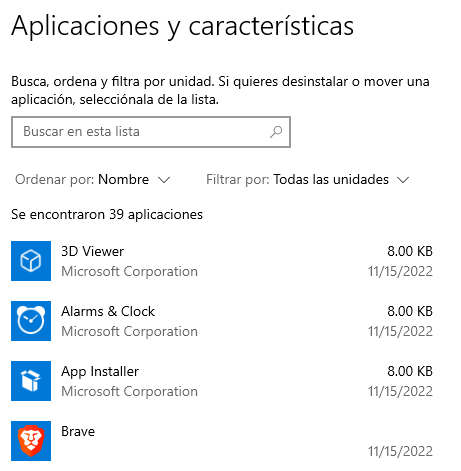 Aplicaciones y características
Busca, ordena y filtra por unidad. Si quieres desinstalar o mover una
aplicación, selecciónala de la lista.
Buscar en esta lista
Ordenar por: Nombre Filtrar por: Todas las unidades
Se encontraron 39 aplicaciones
3D Viewer 8.00 KB
Microsoft Corporation 11/15/2022
Alarms & Clock 8.00 KB
Microsoft Corporation 11/15/2022
App Installer 8.00 KB
Microsoft Corporation 11/15/2022
Brave
11/15/2022